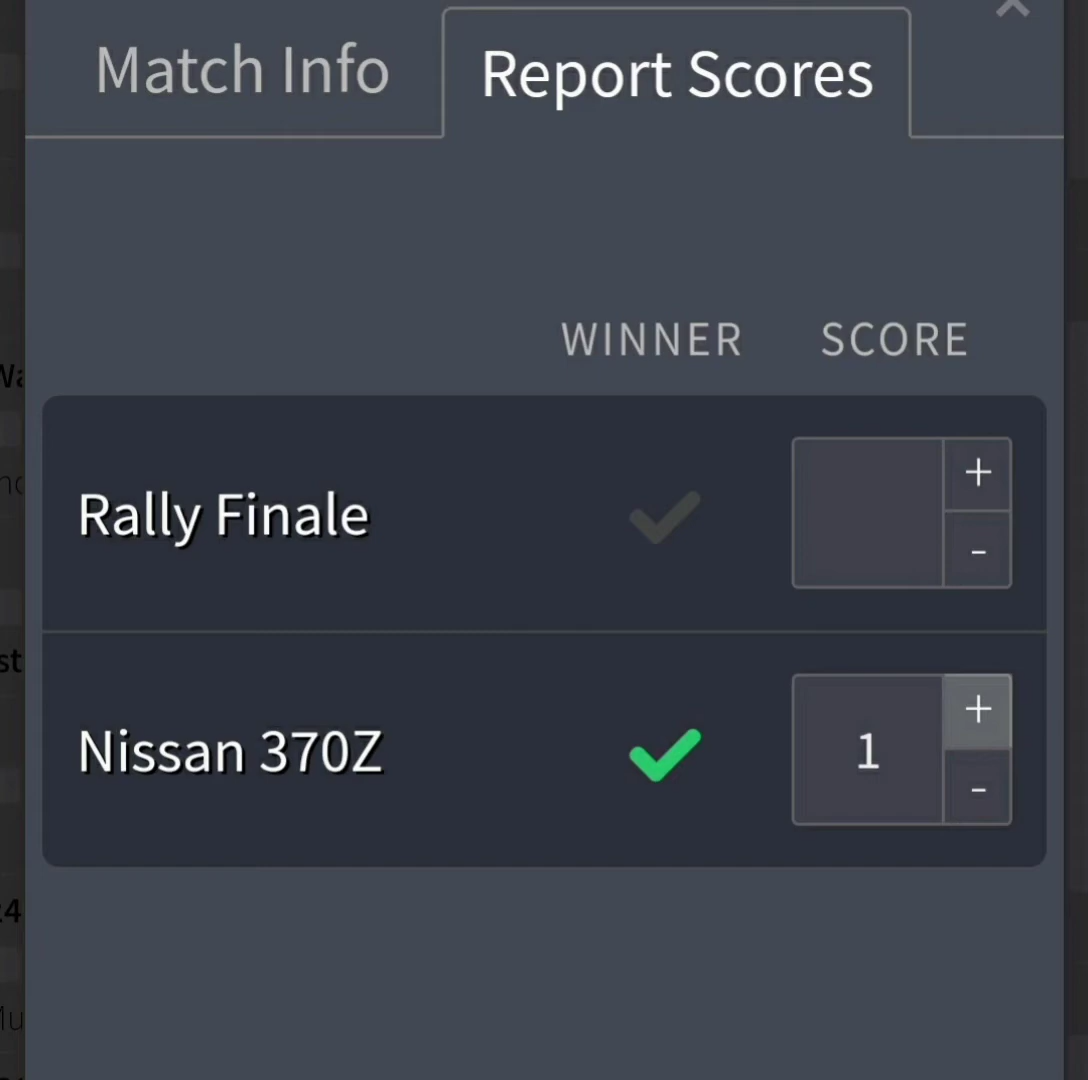 Match Info
Report Scores
WINNER SCORE
Rally Finale
+
-
Nissan 370Z
1
+
-